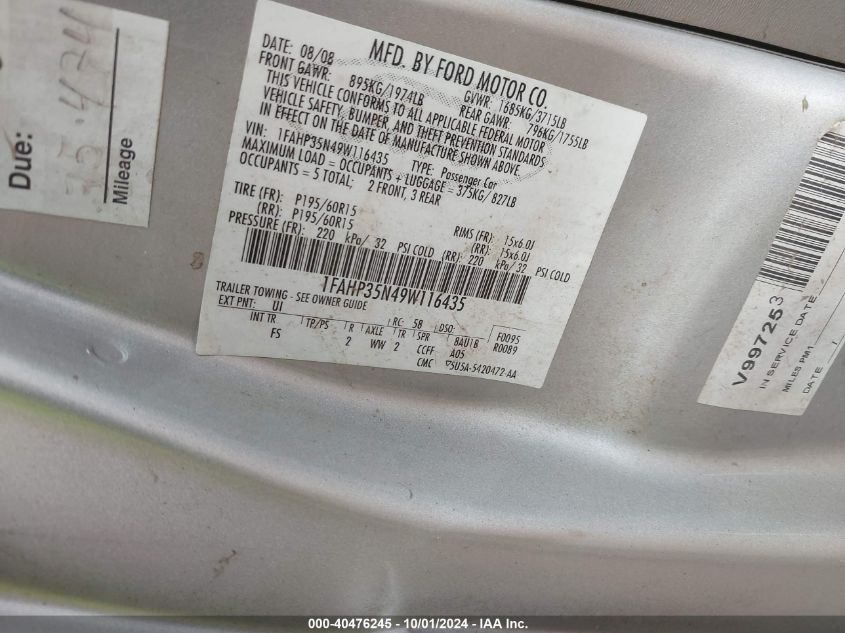 Due:
Mileage
MFD. BY FORD MOTOR CO.
DATE: 08/08
GVWR: 1685KG/3715LB
FRONT GAWR: 895KG/1974LB
REAR GAWR: 796KG/1755LB
THIS VEHICLE CONFORMS TO ALL APPLICABLE FEDERAL MOTOR
VEHICLE SAFETY, BUMPER, AND THEFT PREVENTION STANDARDS
IN EFFECT ON THE DATE OF MANUFACTURE SHOWN ABOVE
VIN: 1FAHP35N49W116435
TYPE: Passenger Car
MAXIMUM LOAD = OCCUPANTS + LUGGAGE = 375KG/ 827LB
OCCUPANTS = 5 TOTAL; 2 FRONT, 3 REAR
TIRE (FR): P195/60R15 RIMS (FR): 15x6.0J
(RR): P195/60R15 (RR): 15x6.0J
PRESSURE (FR): 220 kPa/ 32 PSI COLD (RR): 220 kPa/ 32 PSI COLD
1FAHP35N49W116435
TRAILER TOWING - SEE OWNER GUIDE
EXT PNT: UI RC: 58 DSO: F0095
INT TR TP/PS R AXLE TR SPR 8AU1B R0089
FS 2 WW 2 CCFF A05
CMC 5U5A-5420472-AA
V997253
IN SERVICE DATE
MILES PM1
DATE /
000-40476245 - 10/01/2024 - IAA Inc.